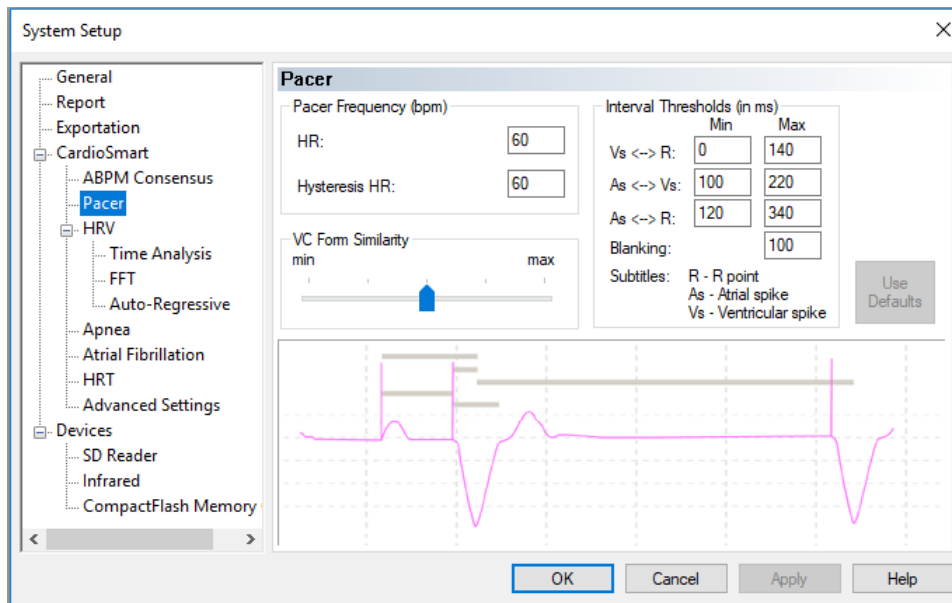 System Setup
General
Report
Exportation
CardioSmart
ABPM Consensus
Pacer
HRV
Time Analysis
FFT
Auto-Regressive
Apnea
Atrial Fibrillation
HRT
Advanced Settings
Devices
SD Reader
Infrared
CompactFlash Memory
Pacer
Pacer Frequency (bpm)
HR: 60
Hysteresis HR: 60
VC Form Similarity
min max
Interval Thresholds (in ms)
Min Max
Vs <--> R: 0 140
As <--> Vs: 100 220
As <--> R: 120 340
Blanking: 100
Subtitles: R - R point
As - Atrial spike
Vs - Ventricular spike
Use
Defaults
OK Cancel Apply Help